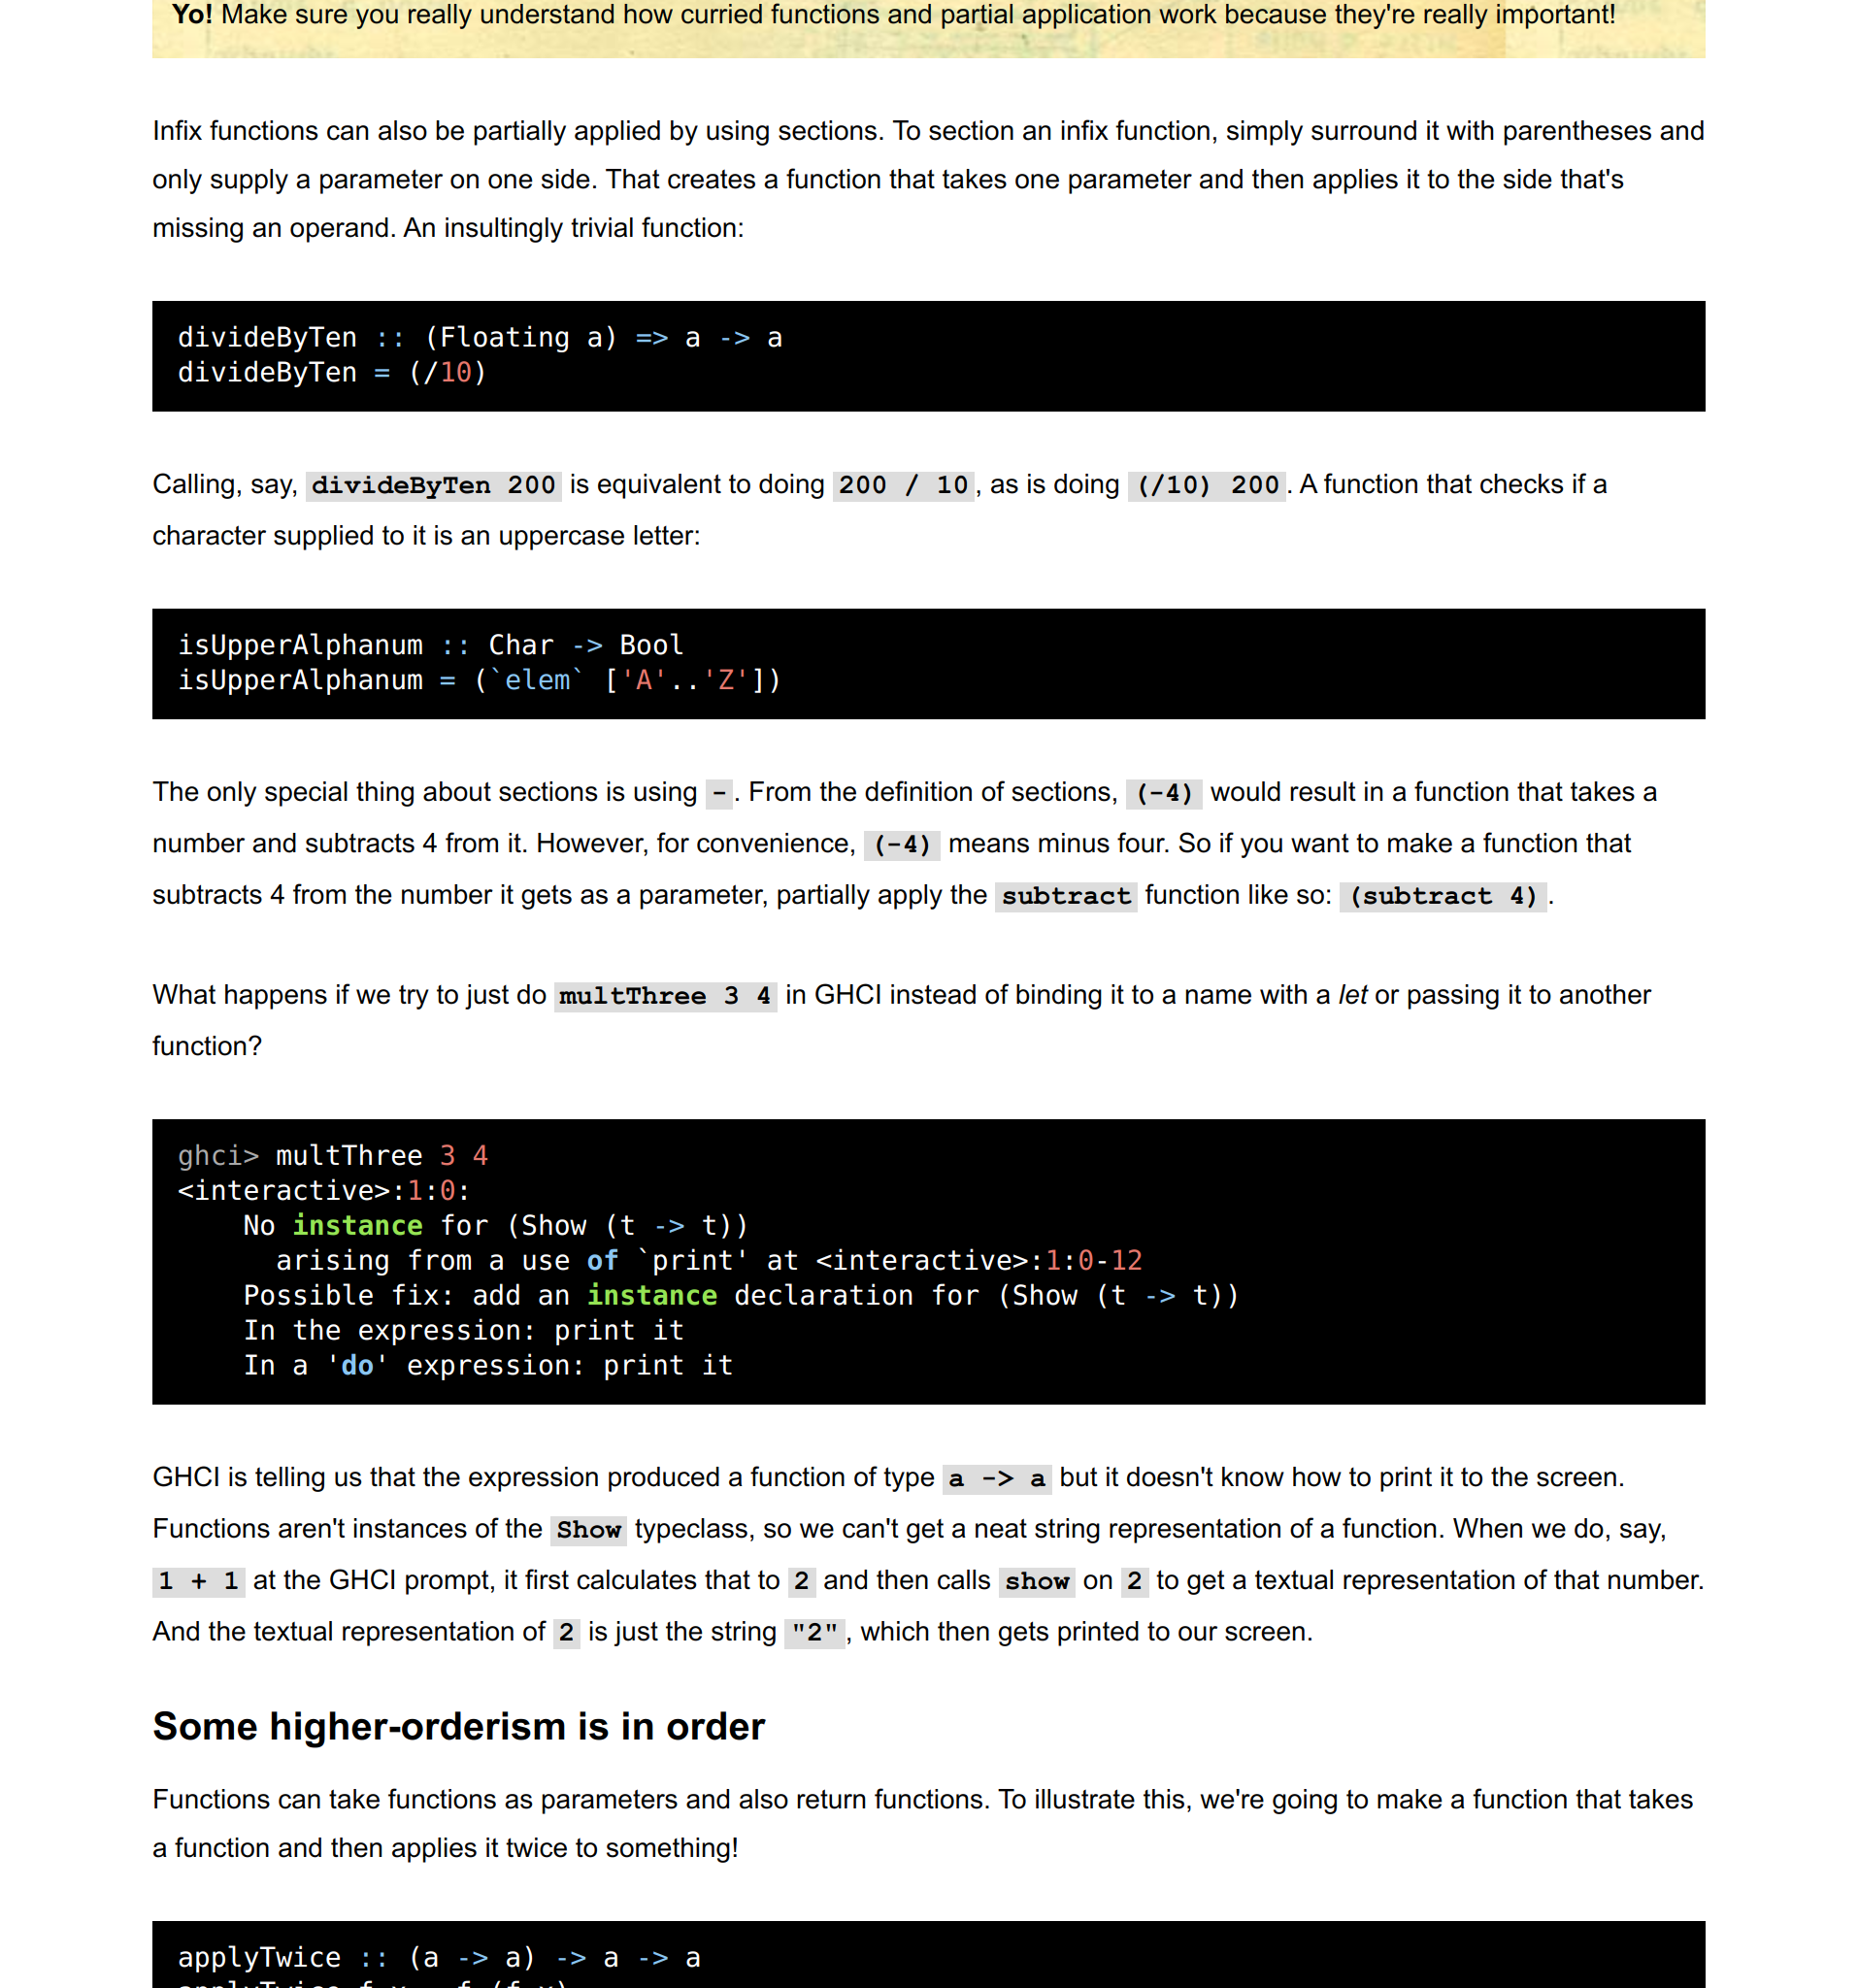 Yo! Make sure you really understand how curried functions and partial application work because they're really important!
Infix functions can also be partially applied by using sections. To section an infix function, simply surround it with parentheses and
only supply a parameter on one side. That creates a function that takes one parameter and then applies it to the side that's
missing an operand. An insultingly trivial function:
divideByTen :: (Floating a) => a -> a
divideByTen = (/10)
Calling, say, divideByTen 200 is equivalent to doing 200 / 10, as is doing (/10) 200. A function that checks if a
character supplied to it is an uppercase letter:
isUpperAlphanum :: Char -> Bool
isUpperAlphanum = (`elem` ['A'..'Z'])
The only special thing about sections is using -. From the definition of sections, (-4) would result in a function that takes a
number and subtracts 4 from it. However, for convenience, (-4) means minus four. So if you want to make a function that
subtracts 4 from the number it gets as a parameter, partially apply the subtract function like so: (subtract 4).
What happens if we try to just do multThree 3 4 in GHCI instead of binding it to a name with a let or passing it to another
function?
ghci> multThree 3 4
<interactive>:1:0:
    No instance for (Show (t -> t))
      arising from a use of `print' at <interactive>:1:0-12
    Possible fix: add an instance declaration for (Show (t -> t))
    In the expression: print it
    In a 'do' expression: print it
GHCI is telling us that the expression produced a function of type a -> a but it doesn't know how to print it to the screen.
Functions aren't instances of the Show typeclass, so we can't get a neat string representation of a function. When we do, say,
1 + 1 at the GHCI prompt, it first calculates that to 2 and then calls show on 2 to get a textual representation of that number.
And the textual representation of 2 is just the string "2", which then gets printed to our screen.
Some higher-orderism is in order
Functions can take functions as parameters and also return functions. To illustrate this, we're going to make a function that takes
a function and then applies it twice to something!
applyTwice :: (a -> a) -> a -> a